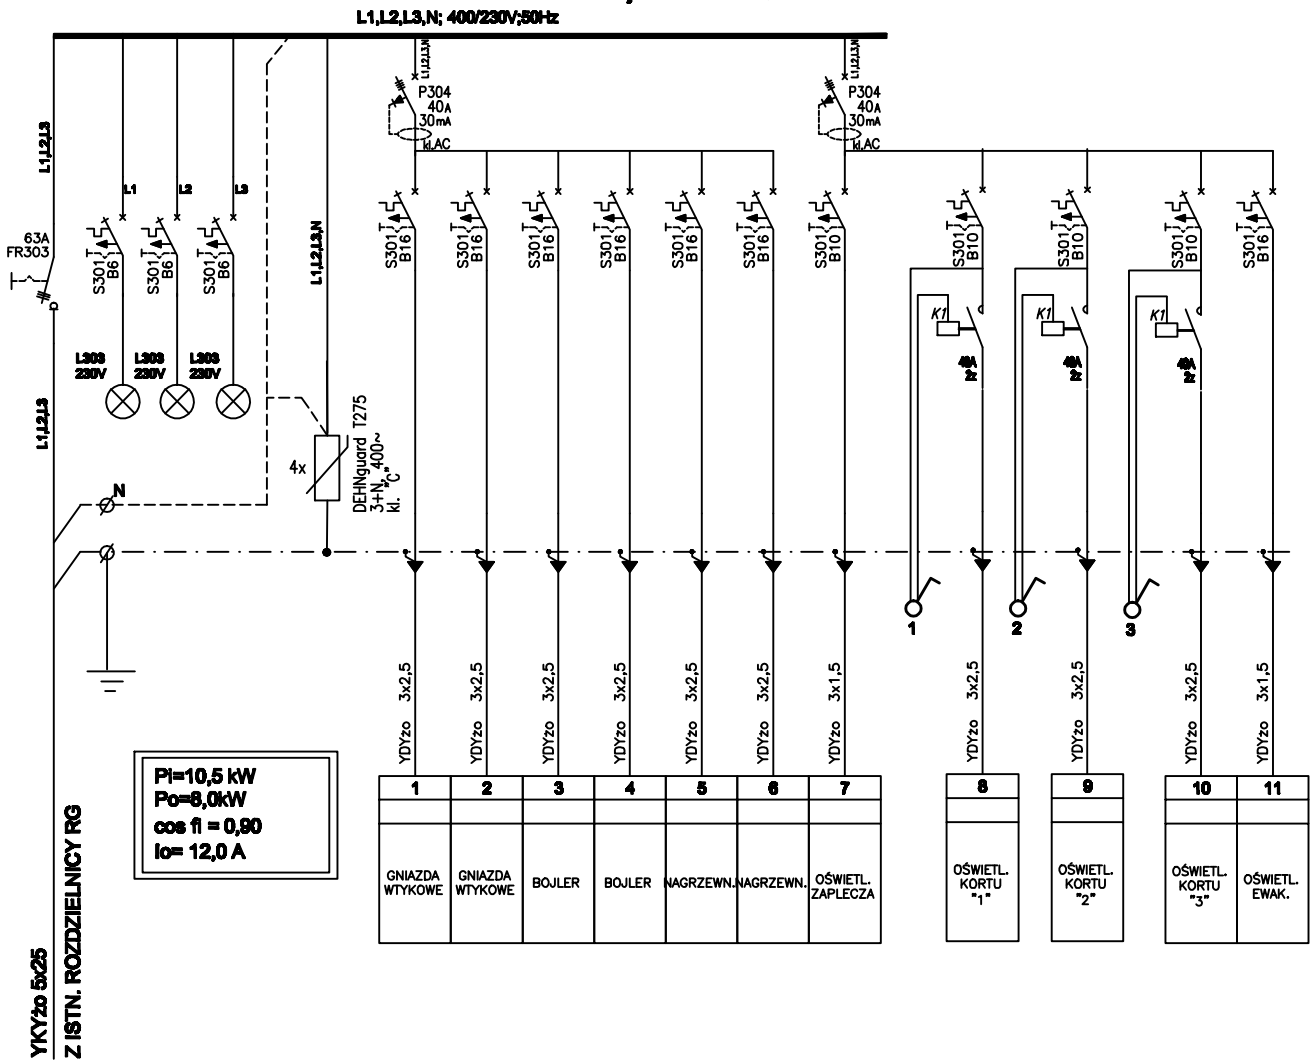 L1,L2,L3,N; 400/230V;50Hz
L1,L2,L3,N
L1,L2,L3,N
P304
40A
30mA
kl.AC
P304
40A
30mA
kl.AC
L1,L2,L3
L1
L2
L3
63A
FR303
S301
B6
S301
B6
S301
B6
L1,L2,L3,N
S301
B16
S301
B16
S301
B16
S301
B16
S301
B16
S301
B16
S301
B10
S301
B10
S301
B10
S301
B10
S301
B16
K1
K1
K1
L303
230V
L303
230V
L303
230V
40A
2r
40A
2r
40A
2r
L1,L2,L3
4x
DEHNguard T275
3+N, 400~
kl. "C"
N
1
2
3
YDYżo 3x2,5
YDYżo 3x2,5
YDYżo 3x2,5
YDYżo 3x2,5
YDYżo 3x2,5
YDYżo 3x2,5
YDYżo 3x1,5
YDYżo 3x2,5
YDYżo 3x2,5
YDYżo 3x2,5
YDYżo 3x1,5
Pi=10,5 kW
Po=8,0kW
cos fi = 0,90
Io= 12,0 A
1
2
3
4
5
6
7
8
9
10
11
GNIAZDA
WTYKOWE
GNIAZDA
WTYKOWE
BOJLER
BOJLER
NAGRZEWN.
NAGRZEWN.
OŚWIETL.
ZAPLECZA
OŚWIETL.
KORTU
"1"
OŚWIETL.
KORTU
"2"
OŚWIETL.
KORTU
"3"
OŚWIETL.
EWAK.
YKYżo 5x25
Z ISTN. ROZDZIELNICY RG